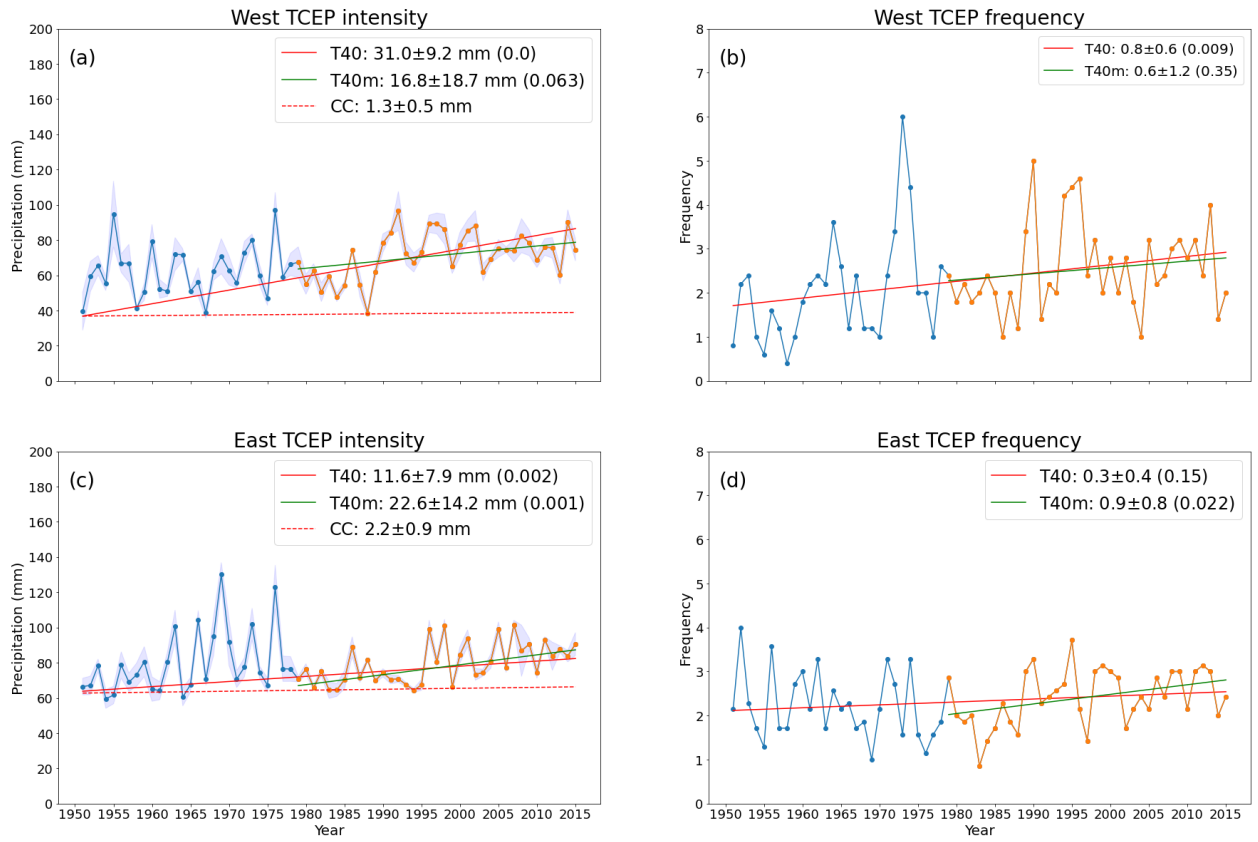 West TCEP intensity
(a)
T40: 31.0±9.2 mm (0.0)
T40m: 16.8±18.7 mm (0.063)
CC: 1.3±0.5 mm
Precipitation (mm)
200
180
160
140
120
100
80
60
40
20
0
West TCEP frequency
(b)
T40: 0.8±0.6 (0.009)
T40m: 0.6±1.2 (0.35)
Frequency
8
7
6
5
4
3
2
1
0
East TCEP intensity
(c)
T40: 11.6±7.9 mm (0.002)
T40m: 22.6±14.2 mm (0.001)
CC: 2.2±0.9 mm
Precipitation (mm)
200
180
160
140
120
100
80
60
40
20
0
1950 1955 1960 1965 1970 1975 1980 1985 1990 1995 2000 2005 2010 2015
Year
East TCEP frequency
(d)
T40: 0.3±0.4 (0.15)
T40m: 0.9±0.8 (0.022)
Frequency
8
7
6
5
4
3
2
1
0
1950 1955 1960 1965 1970 1975 1980 1985 1990 1995 2000 2005 2010 2015
Year